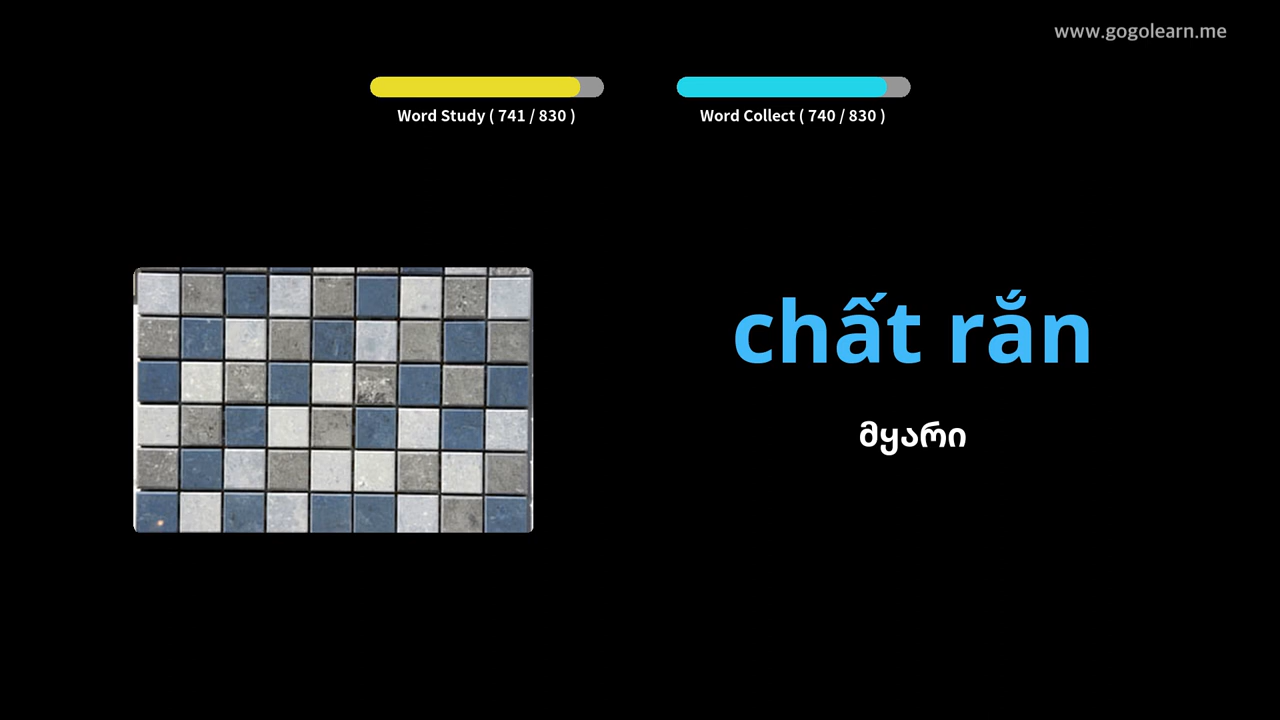 www.gogolearn.me
Word Study ( 741 / 830 )
Word Collect ( 740 / 830 )
chất rắn
მყარი